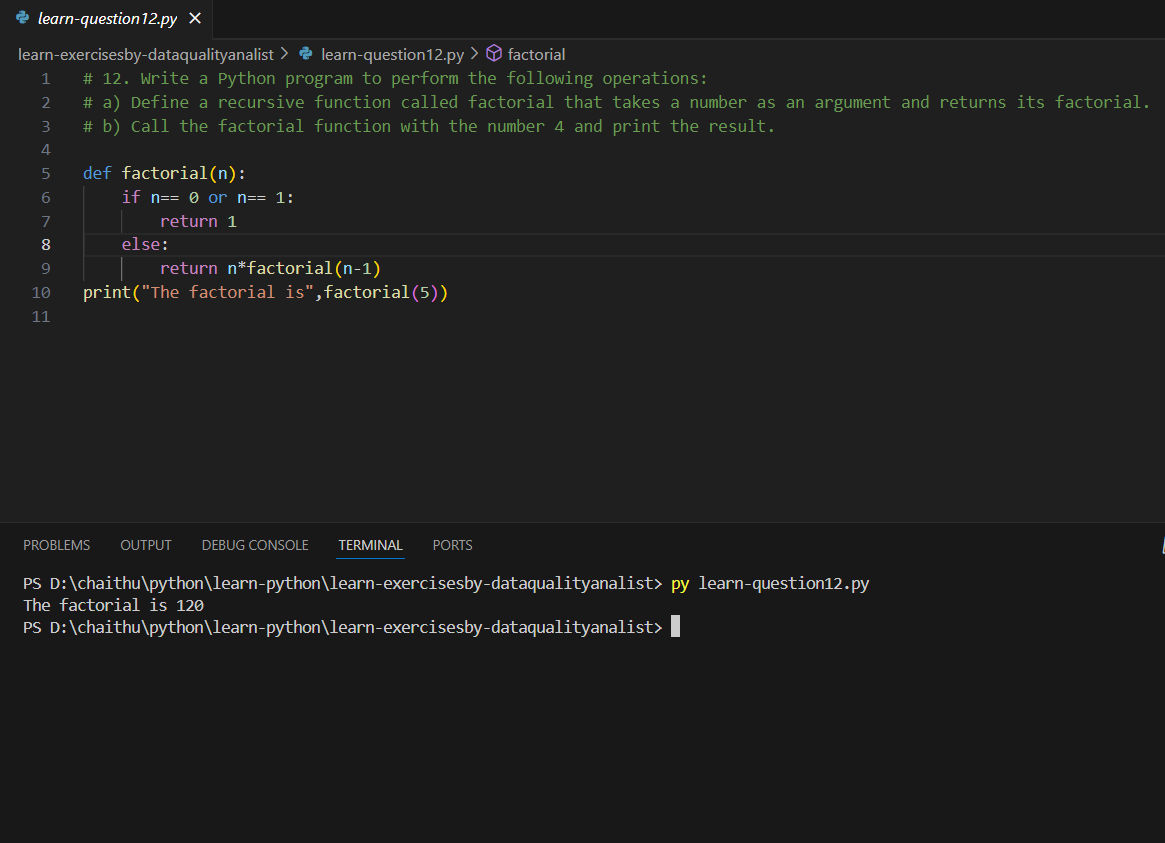 learn-question12.py
learn-exercisesby-dataqualityanalist > learn-question12.py > factorial
1 # 12. Write a Python program to perform the following operations:
2 # a) Define a recursive function called factorial that takes a number as an argument and returns its factorial.
3 # b) Call the factorial function with the number 4 and print the result.
4
5 def factorial(n):
6     if n== 0 or n== 1:
7         return 1
8     else:
9         return n*factorial(n-1)
10 print("The factorial is",factorial(5))
11
PROBLEMS OUTPUT DEBUG CONSOLE TERMINAL PORTS
PS D:\chaithu\python\learn-python\learn-exercisesby-dataqualityanalist> py learn-question12.py
The factorial is 120
PS D:\chaithu\python\learn-python\learn-exercisesby-dataqualityanalist>